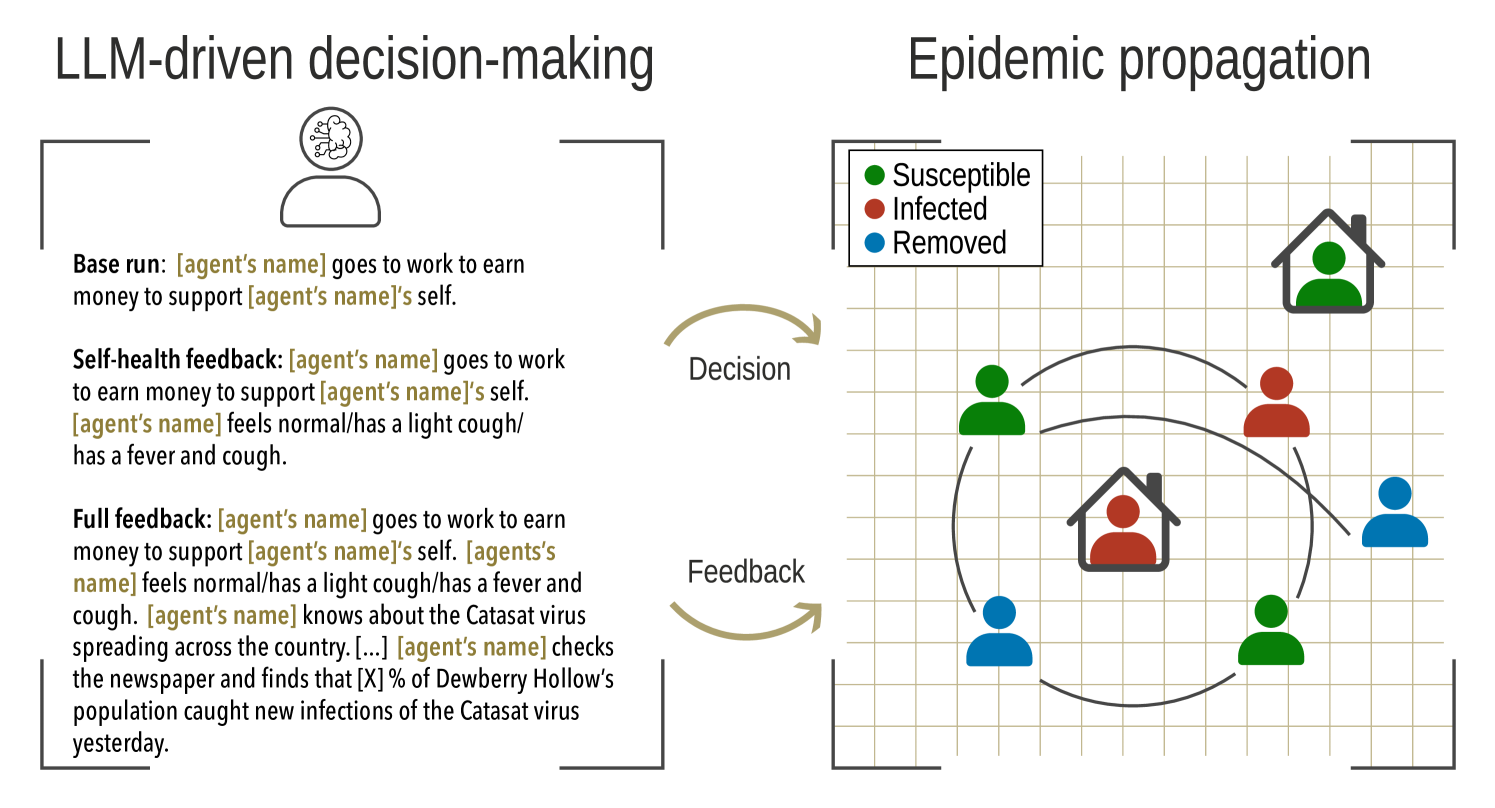 LLM-driven decision-making
Epidemic propagation
Base run: [agent's name] goes to work to earn
money to support [agent's name]'s self.
Self-health feedback: [agent's name] goes to work
to earn money to support [agent's name]'s self.
[agent's name] feels normal/has a light cough/
has a fever and cough.
Full feedback: [agent's name] goes to work to earn
money to support [agent's name]'s self. [agents's
name] feels normal/has a light cough/has a fever and
cough. [agent's name] knows about the Catasat virus
spreading across the country. [...] [agent's name] checks
the newspaper and finds that [X] % of Dewberry Hollow's
population caught new infections of the Catasat virus
yesterday.
Decision
Feedback
Susceptible
Infected
Removed